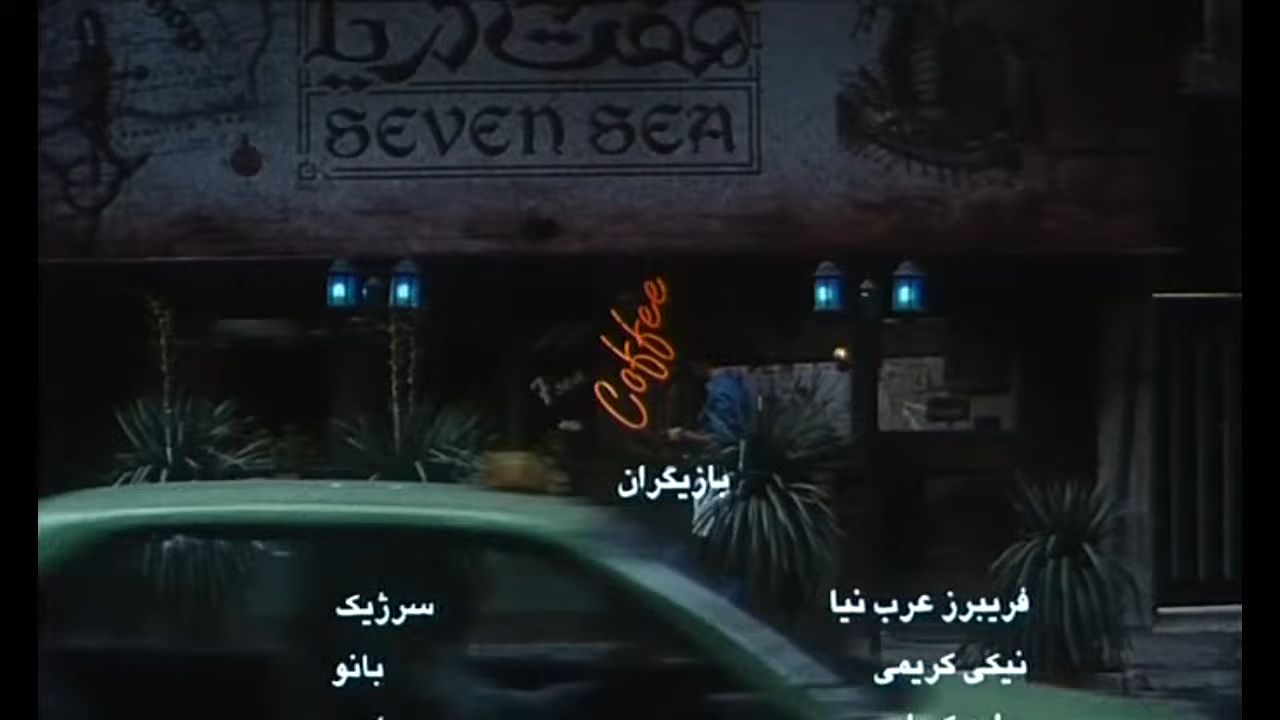 هفت دریا
SEVEN SEA
Coffee
بازیگران
فریبرز عرب نیا سرژیک
نیکی کریمی بانو